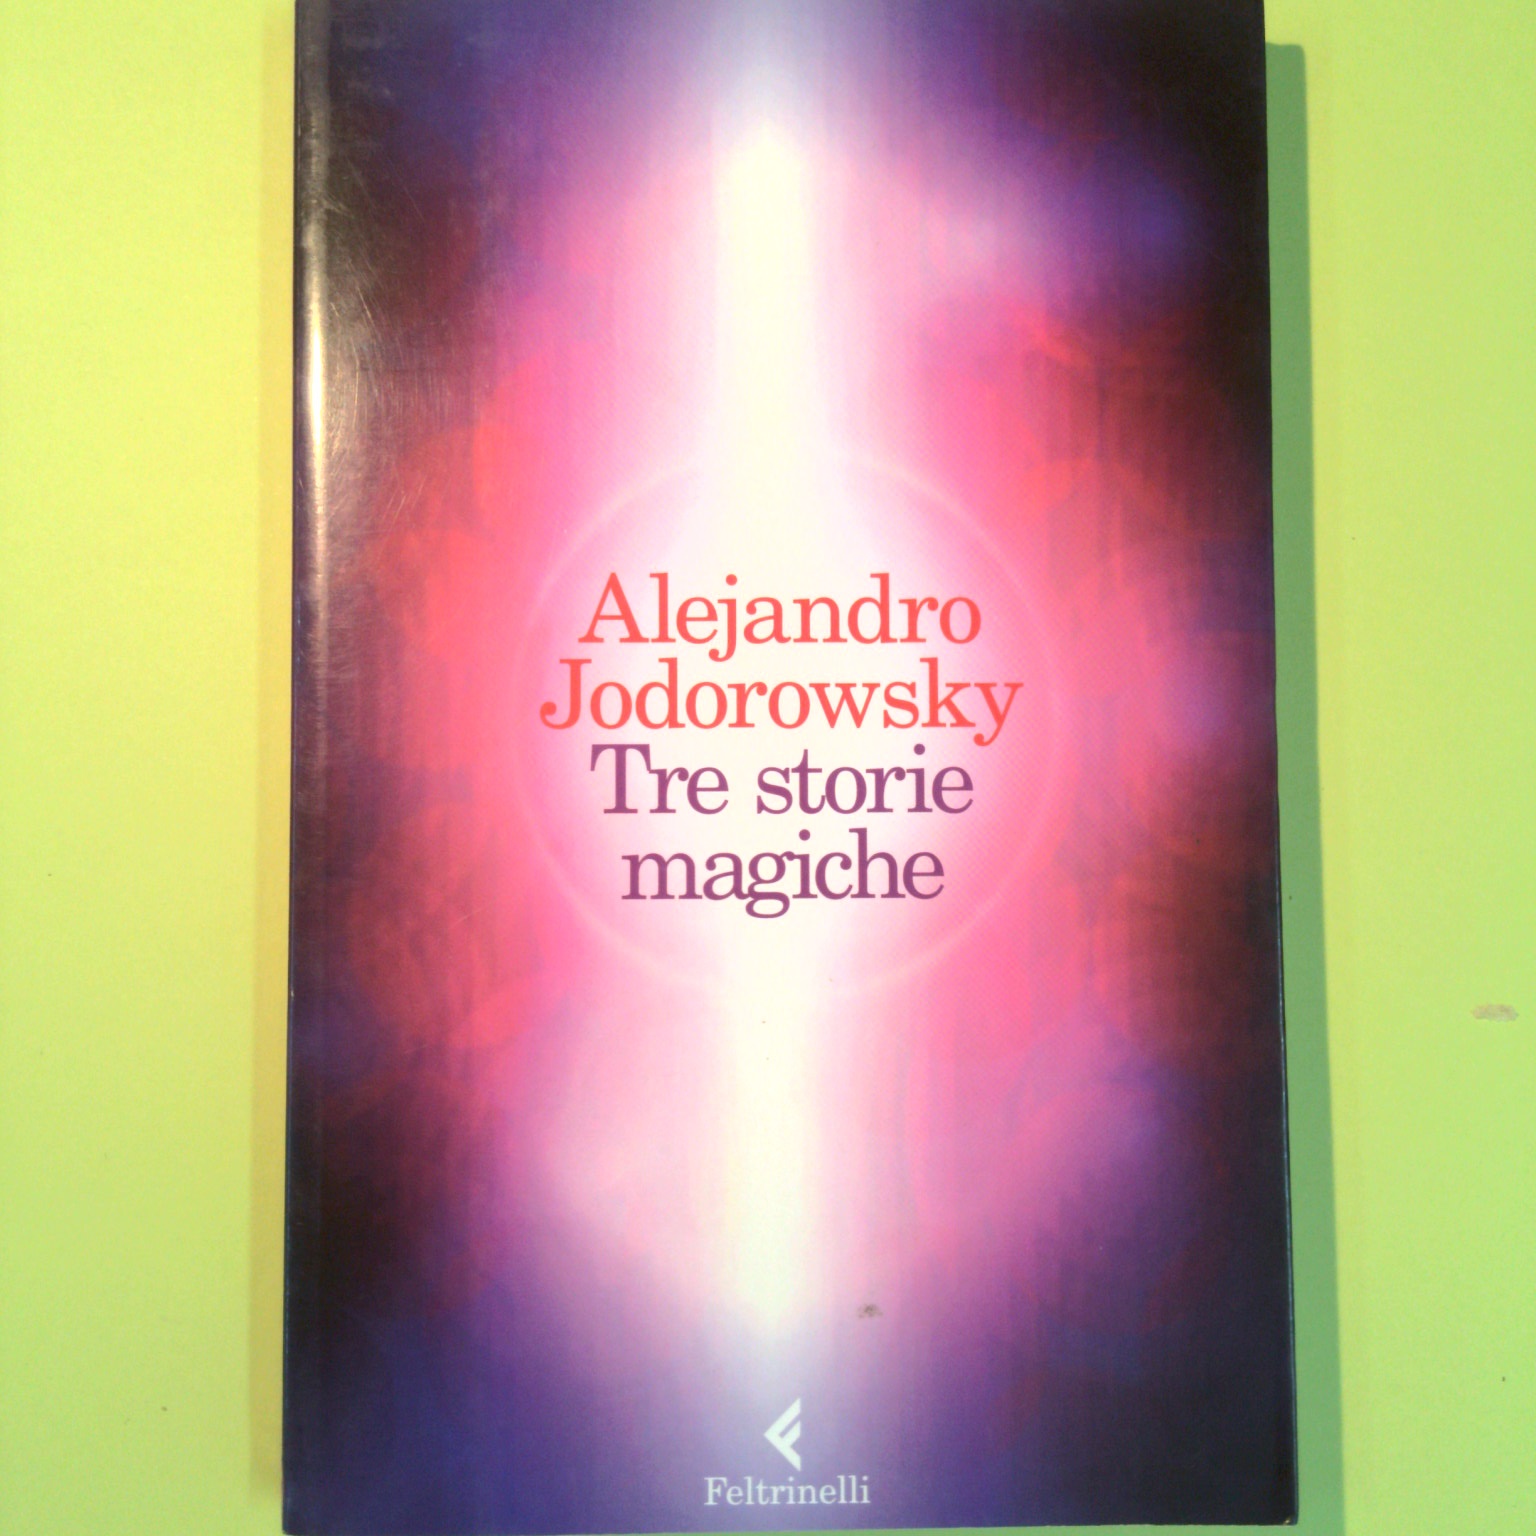 Alejandro
Jodorowsky
Tre storie
magiche
Feltrinelli